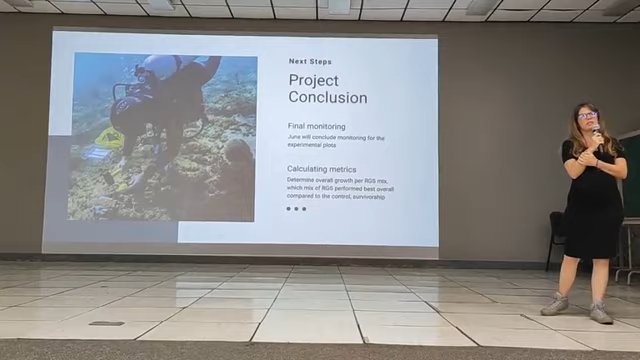 Next Steps
Project
Conclusion
Final monitoring
June will conclude monitoring for the
experimental plots
Calculating metrics
Determine overall growth per RGS mix,
which mix of RGS performed best overall
compared to the control, survivorship